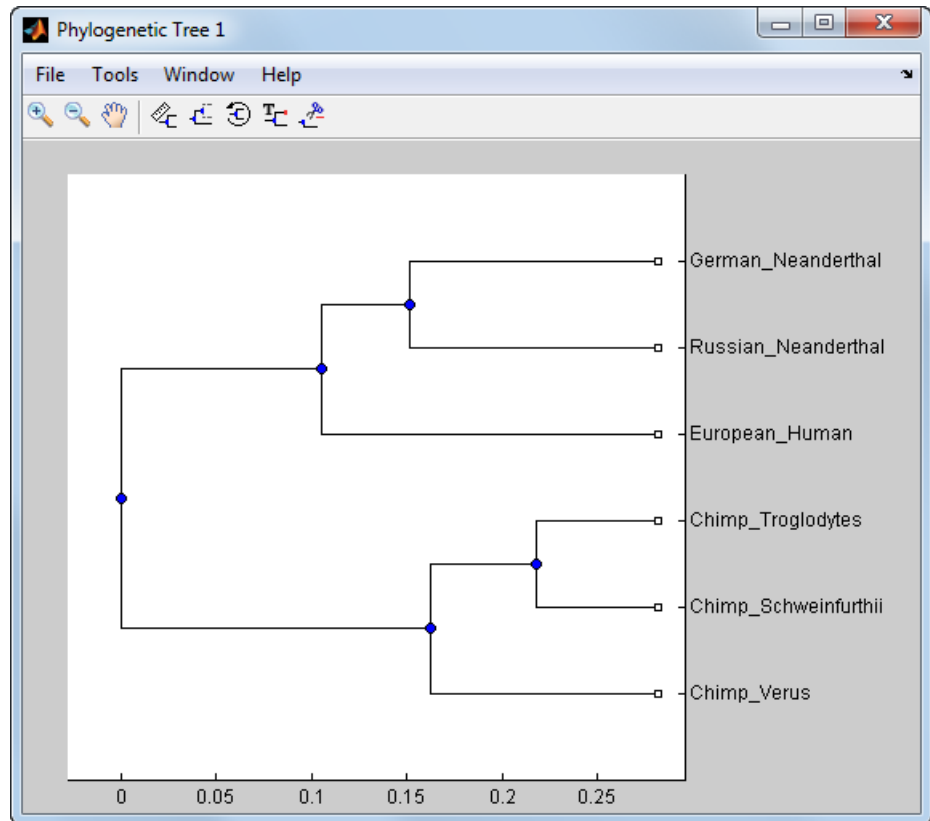 Phylogenetic Tree 1
File Tools Window Help
German_Neanderthal
Russian_Neanderthal
European_Human
Chimp_Troglodytes
Chimp_Schweinfurthii
Chimp_Verus
0 0.05 0.1 0.15 0.2 0.25